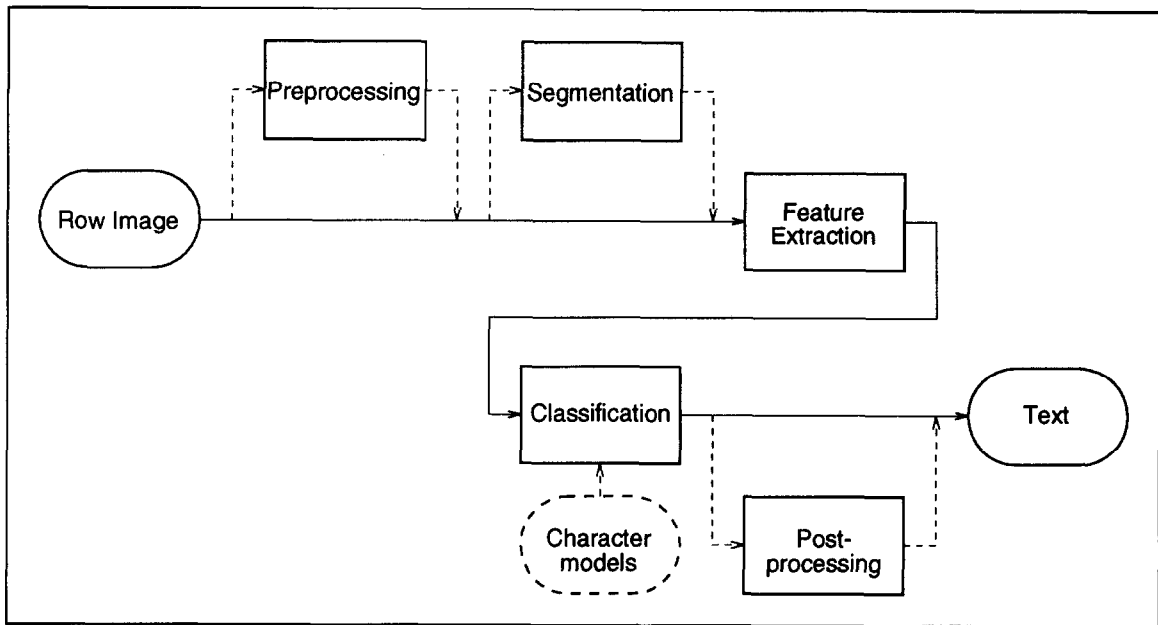 Preprocessing
Segmentation
Row Image
Feature
Extraction
Classification
Text
Character
models
Post-
processing